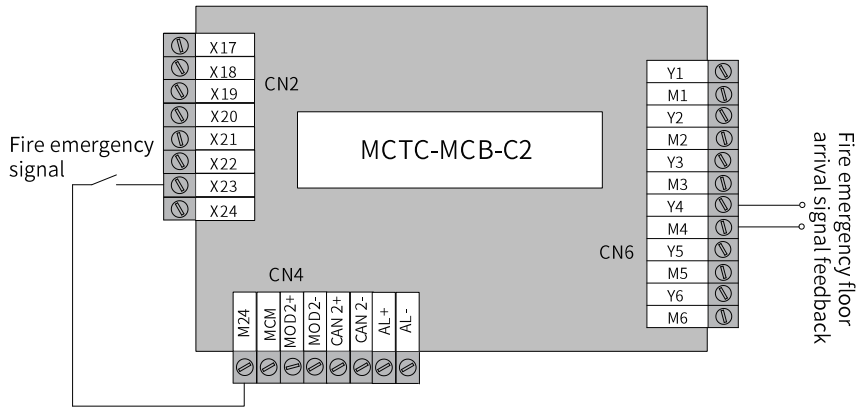 X17
X18
X19
X20
X21
X22
X23
X24
CN2
Fire emergency
signal
MCTC-MCB-C2
Y1
M1
Y2
M2
Y3
M3
Y4
M4
Y5
M5
Y6
M6
CN6
Fire emergency floor
arrival signal feedback
CN4
M24
MCM
MOD2+
MOD2-
CAN 2+
CAN 2-
AL+
AL-